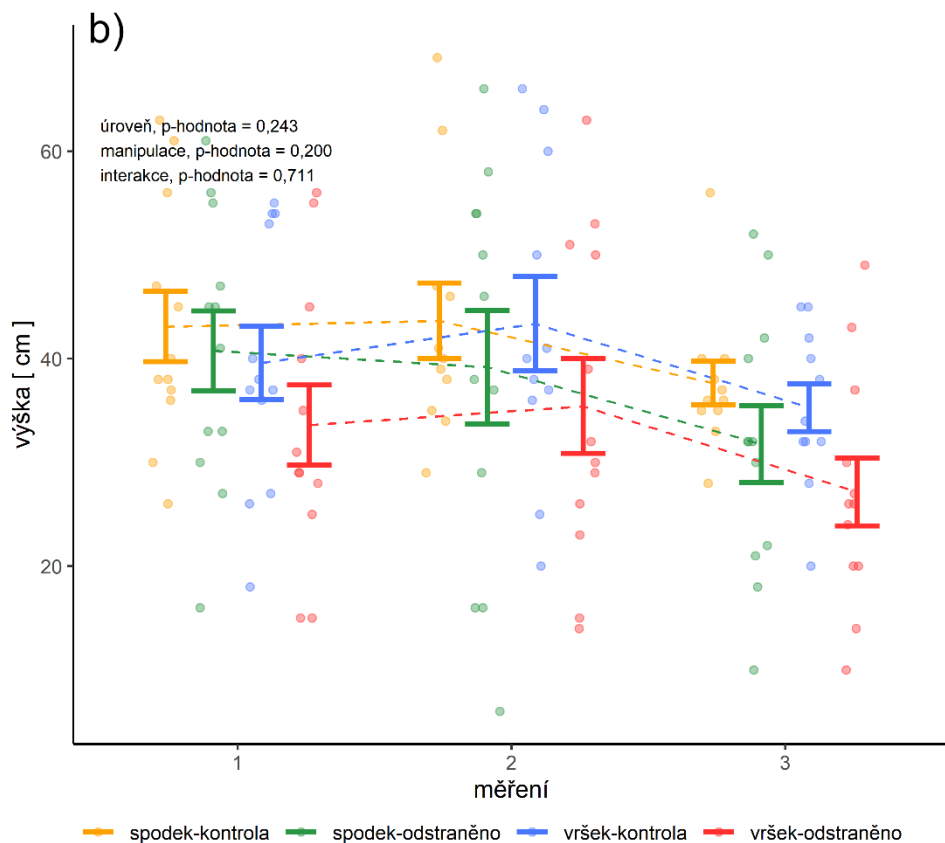 b)
úroveň, p-hodnota = 0,243
manipulace, p-hodnota = 0,200
interakce, p-hodnota = 0,711
60
40
20
výška [ cm ]
1 2 3
měření
spodek-kontrola spodek-odstraněno vršek-kontrola vršek-odstraněno